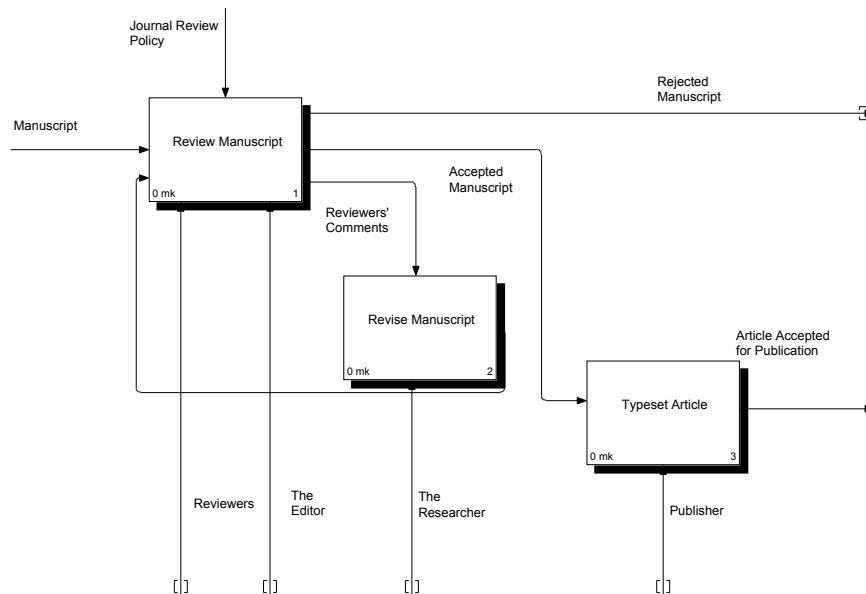 Journal Review
Policy
Rejected
Manuscript
Manuscript
Review Manuscript
0 mk
1
Accepted
Manuscript
Reviewers'
Comments
Revise Manuscript
0 mk
2
Article Accepted
for Publication
Typeset Article
0 mk
3
Reviewers
The
Editor
The
Researcher
Publisher